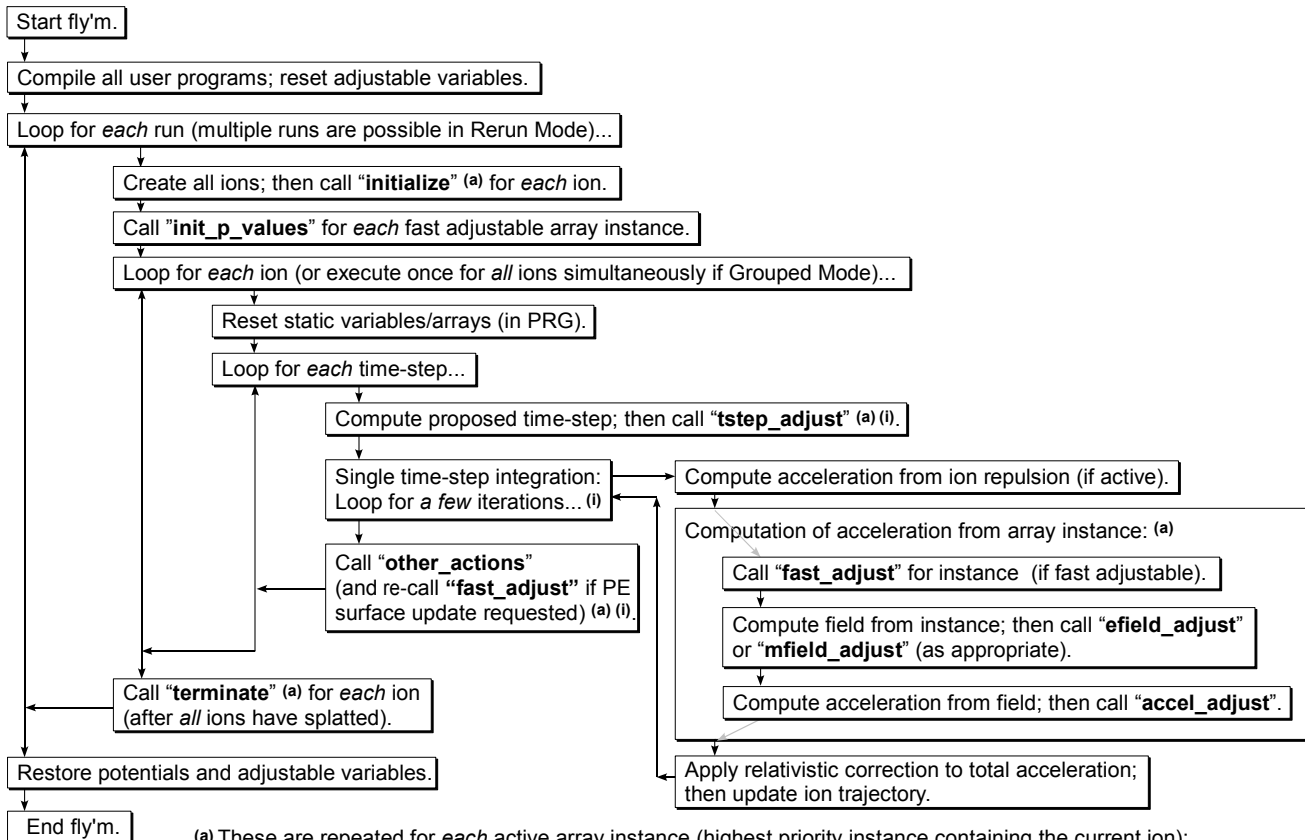 Start fly'm.
Compile all user programs; reset adjustable variables.
Loop for each run (multiple runs are possible in Rerun Mode)...
Create all ions; then call “initialize” (a) for each ion.
Call ”init_p_values” for each fast adjustable array instance.
Loop for each ion (or execute once for all ions simultaneously if Grouped Mode)...
Reset static variables/arrays (in PRG).
Loop for each time-step...
Compute proposed time-step; then call “tstep_adjust” (a) (i).
Single time-step integration:
Loop for a few iterations... (i)
Compute acceleration from ion repulsion (if active).
Computation of acceleration from array instance: (a)
Call “fast_adjust” for instance (if fast adjustable).
Compute field from instance; then call “efield_adjust”
or “mfield_adjust” (as appropriate).
Compute acceleration from field; then call “accel_adjust”.
Apply relativistic correction to total acceleration;
then update ion trajectory.
Call “other_actions”
(and re-call “fast_adjust” if PE
surface update requested) (a) (i).
Call “terminate” (a) for each ion
(after all ions have splatted).
Restore potentials and adjustable variables.
End fly'm.
(a) These are repeated for each active array instance (highest priority instance containing the current ion);